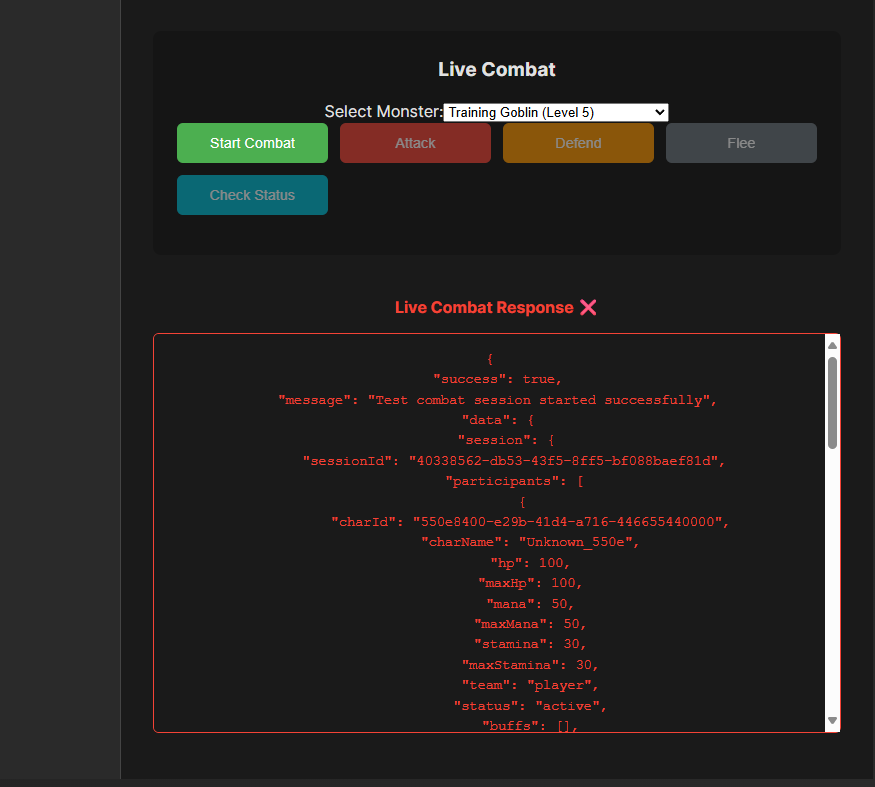 Live Combat
Select Monster: Training Goblin (Level 5)
Start Combat
Attack
Defend
Flee
Check Status
Live Combat Response ❌
{
"success": true,
"message": "Test combat session started successfully",
"data": {
"session": {
"sessionId": "40338562-db53-43f5-8ff5-bf088baef81d",
"participants": [
{
"charId": "550e8400-e29b-41d4-a716-446655440000",
"charName": "Unknown_550e",
"hp": 100,
"maxHp": 100,
"mana": 50,
"maxMana": 50,
"stamina": 30,
"maxStamina": 30,
"team": "player",
"status": "active",
"buffs": [],